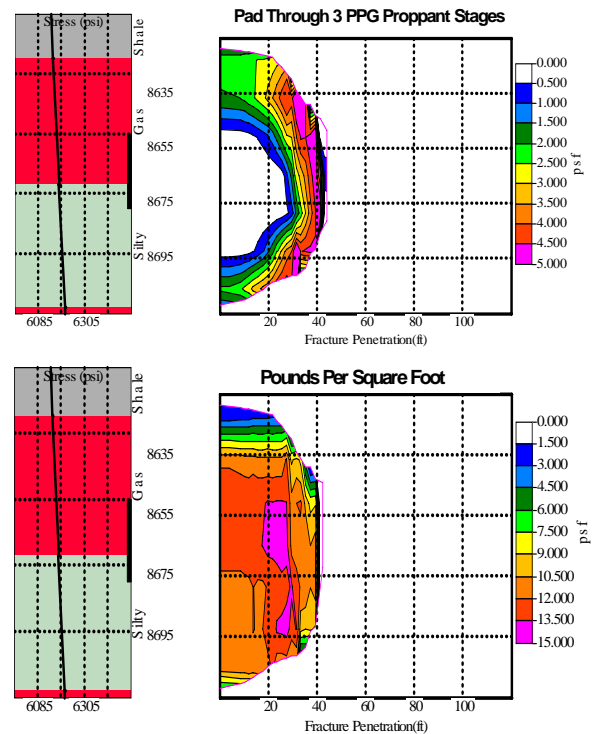 Pad Through 3 PPG Proppant Stages
Stress (psi)
Shale
Gas
Silty
8635
8655
8675
8695
6085 6305
20 40 60 80 100
Fracture Penetration(ft)
0.000
0.500
1.000
1.500
2.000
2.500
3.000
3.500
4.000
4.500
5.000
psf
Pounds Per Square Foot
Stress (psi)
Shale
Gas
Silty
8635
8655
8675
8695
6085 6305
20 40 60 80 100
Fracture Penetration(ft)
0.000
1.500
3.000
4.500
6.000
7.500
9.000
10.500
12.000
13.500
15.000
psf